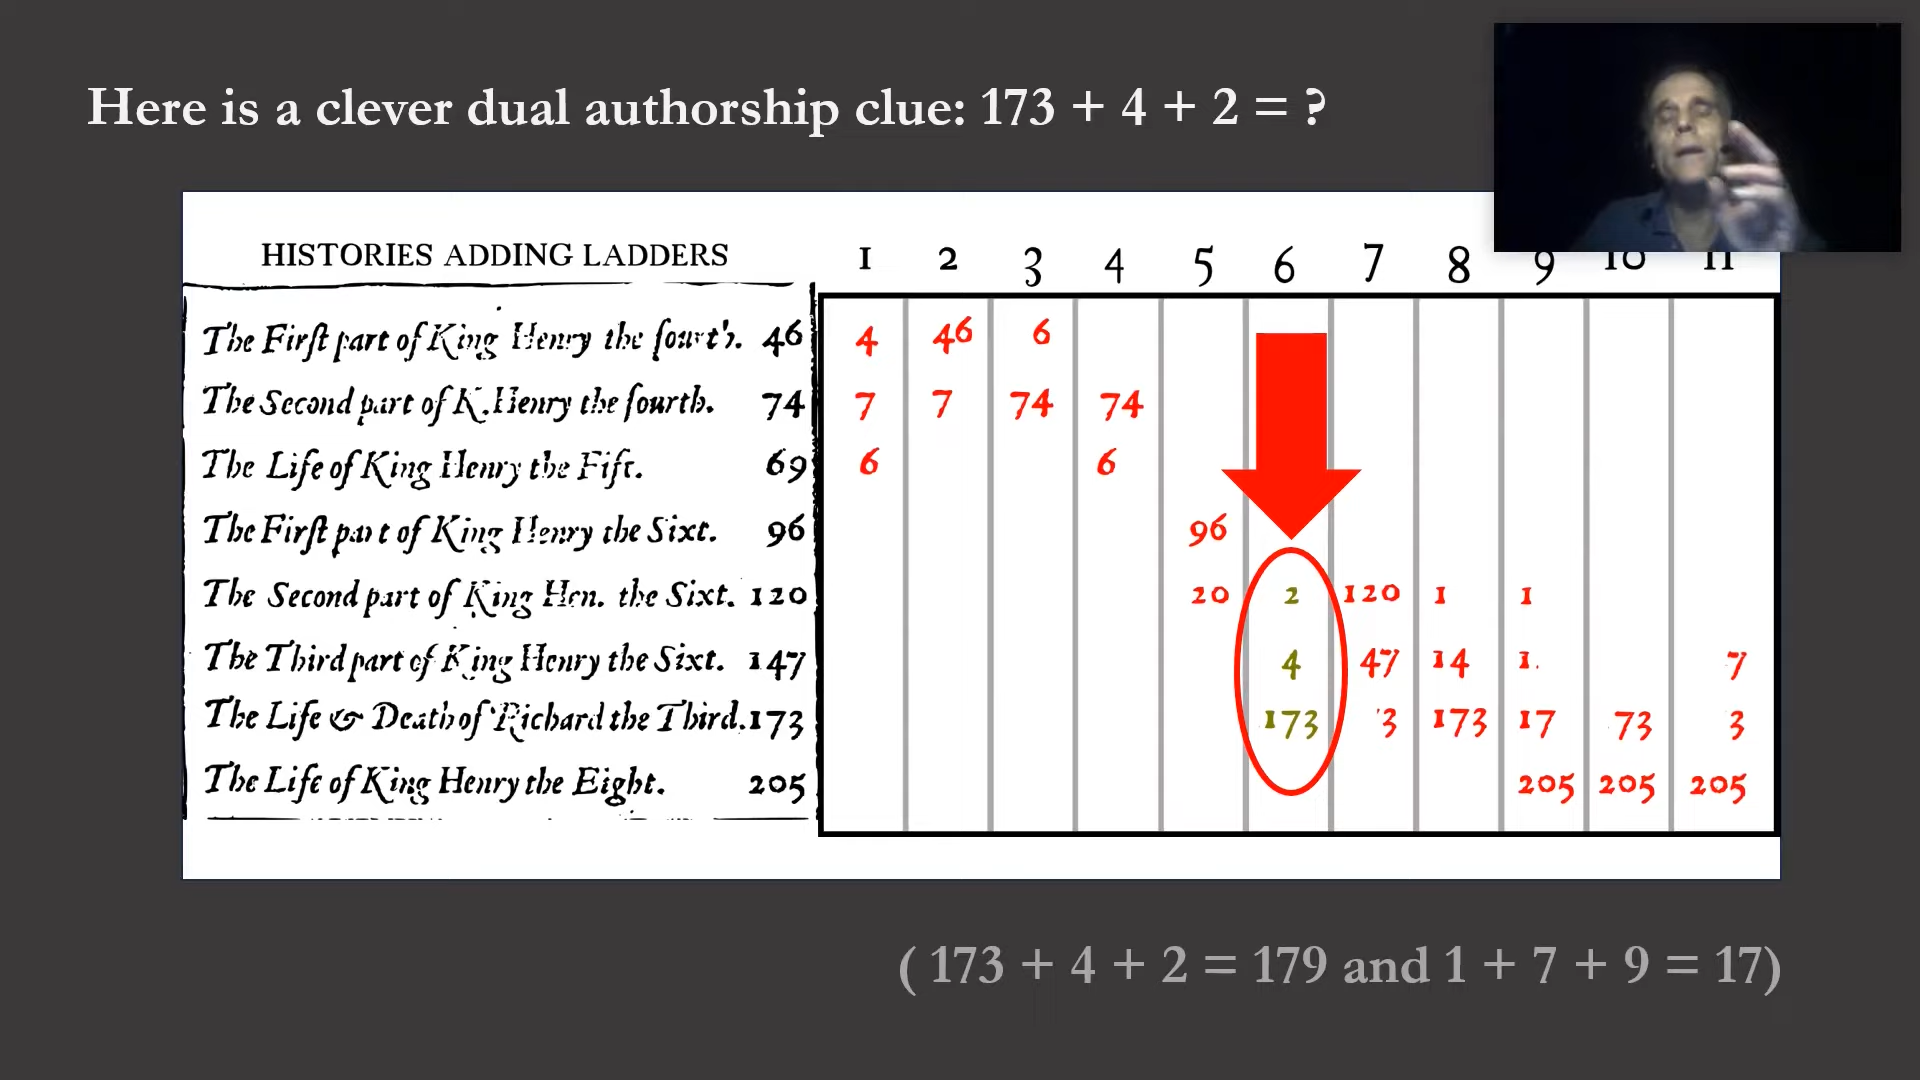 Here is a clever dual authorship clue: 173 + 4 + 2 = ?
HISTORIES ADDING LADDERS 1 2 3 4 5 6 7 8 9 10 11
The First part of King Henry the fourth. 46 4 46 6
The Second part of K. Henry the fourth. 74 7 7 74 74
The Life of King Henry the Fift. 69 6 6
The First part of King Henry the Sixt. 96 96
The Second part of King Hen. the Sixt. 120 20 2 120 1 1
The Third part of King Henry the Sixt. 147 4 47 14 1. 7
The Life & Death of Richard the Third. 173 173 3 173 17 73 3
The Life of King Henry the Eight. 205 205 205 205
( 173 + 4 + 2 = 179 and 1 + 7 + 9 = 17)